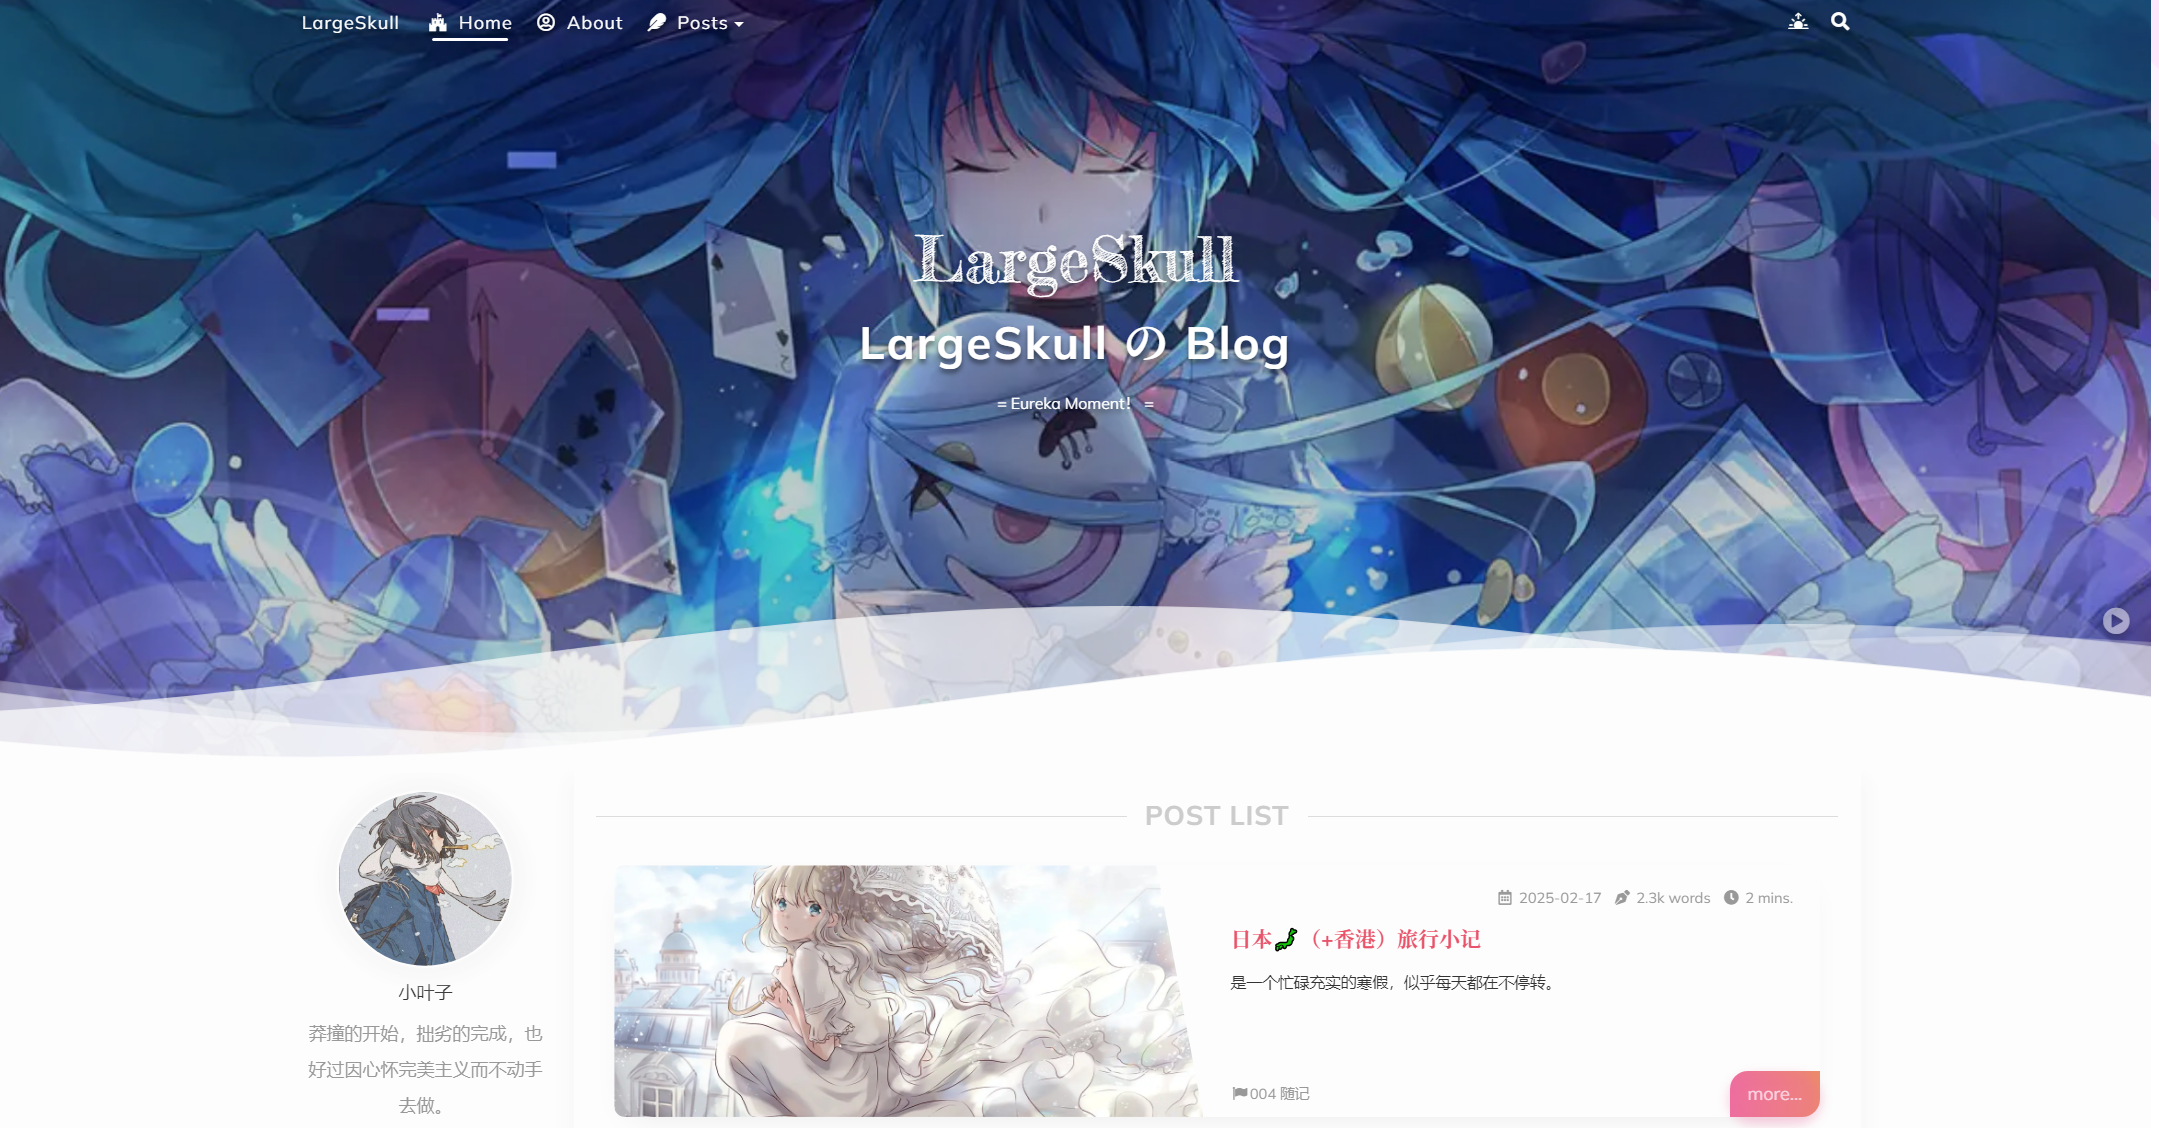 LargeSkull Home About Posts
LargeSkull
LargeSkull の Blog
= Eureka Moment! =
小叶子
莽撞的开始，拙劣的完成，也
好过因心怀完美主义而不动手
去做。
POST LIST
2025-02-17 2.3k words 2 mins.
日本🗾（+香港）旅行小记
是一个忙碌充实的寒假，似乎每天都在不停转。
004 随记
more...